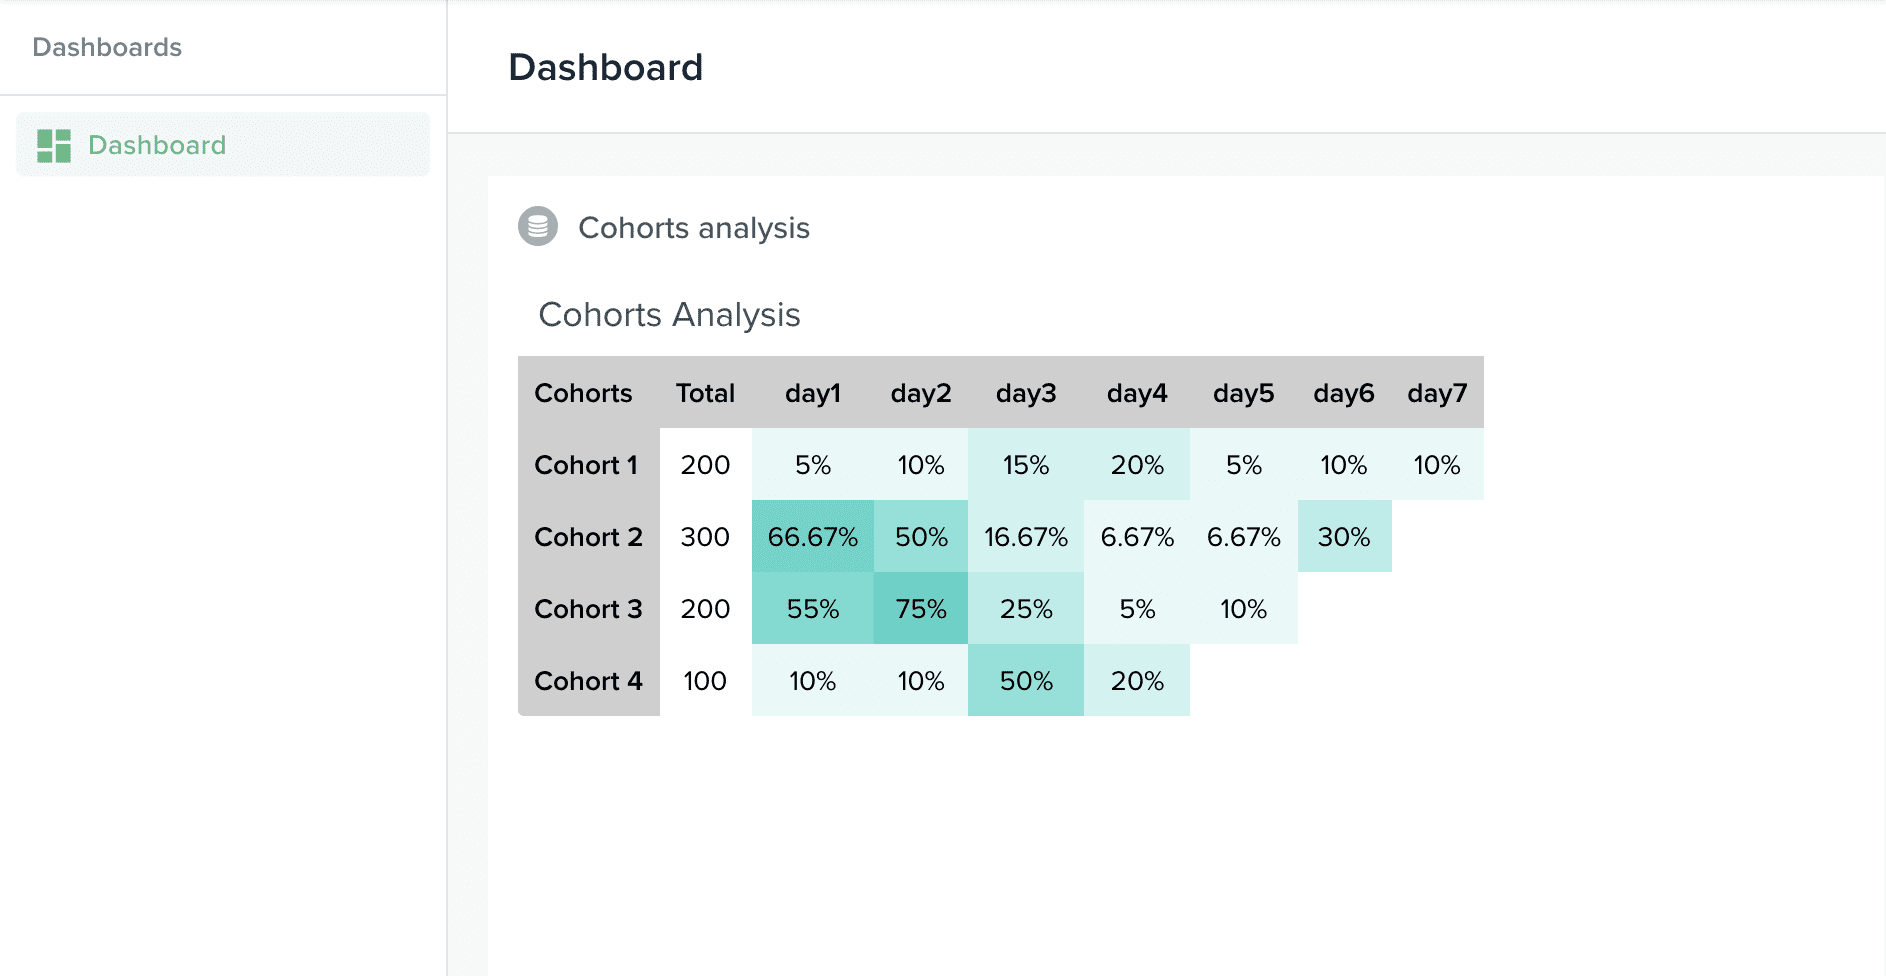 Dashboards
Dashboard
Dashboard
Cohorts analysis
Cohorts Analysis
Cohorts Total day1 day2 day3 day4 day5 day6 day7
Cohort 1 200 5% 10% 15% 20% 5% 10% 10%
Cohort 2 300 66.67% 50% 16.67% 6.67% 6.67% 30%
Cohort 3 200 55% 75% 25% 5% 10%
Cohort 4 100 10% 10% 50% 20%